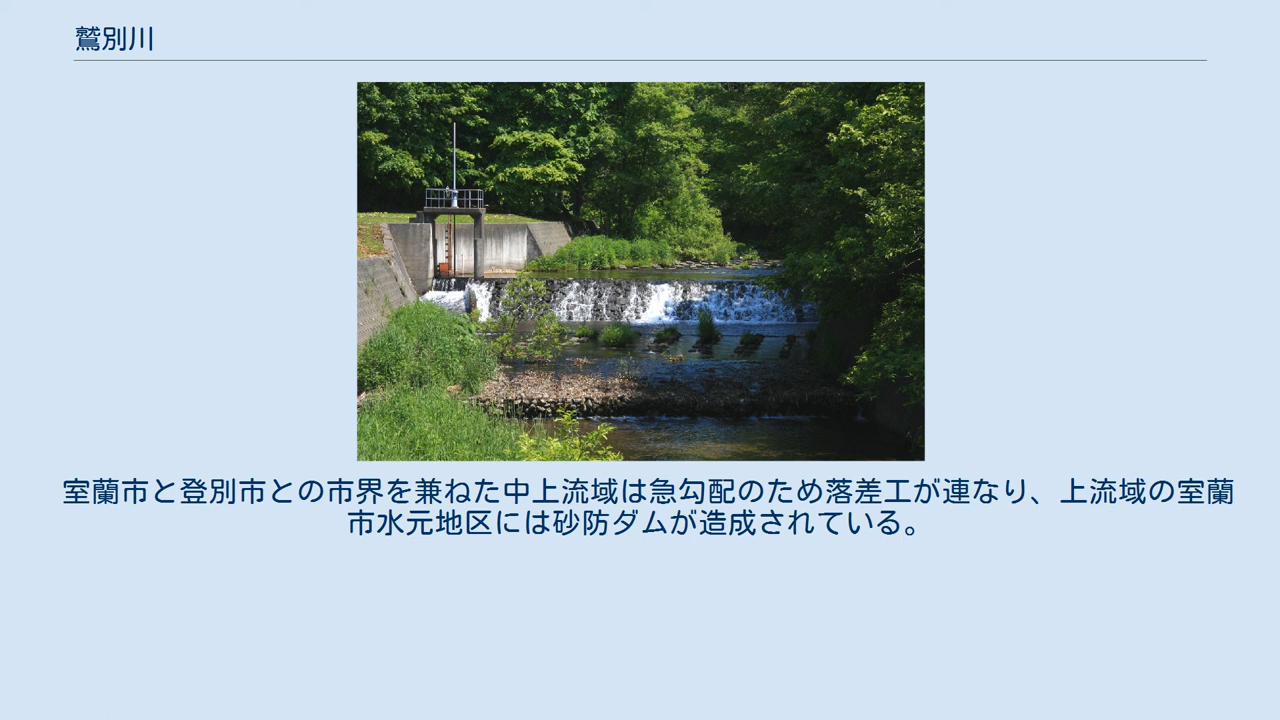 鷲別川
室蘭市と登別市との市界を兼ねた中上流域は急勾配のため落差工が連なり、上流域の室蘭
市水元地区には砂防ダムが造成されている。